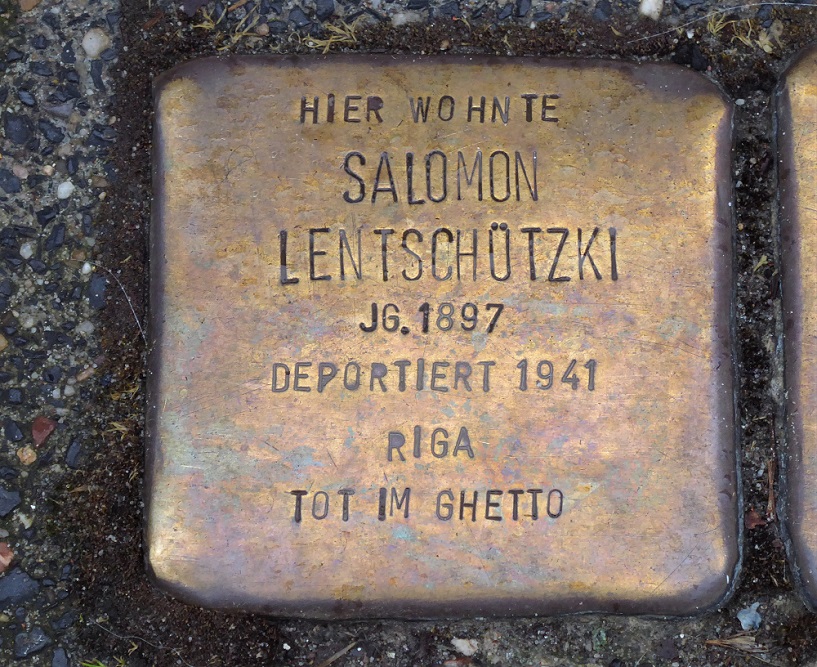 HIER WOHNTE
SALOMON
LENTSCHÜTZKI
JG. 1897
DEPORTIERT 1941
RIGA
TOT IM GHETTO